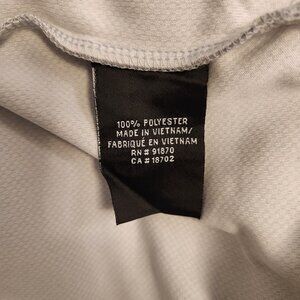 100% POLYESTER
MADE IN VIETNAM/
FABRIQUÉ EN VIETNAM
RN # 91870
CA # 18702